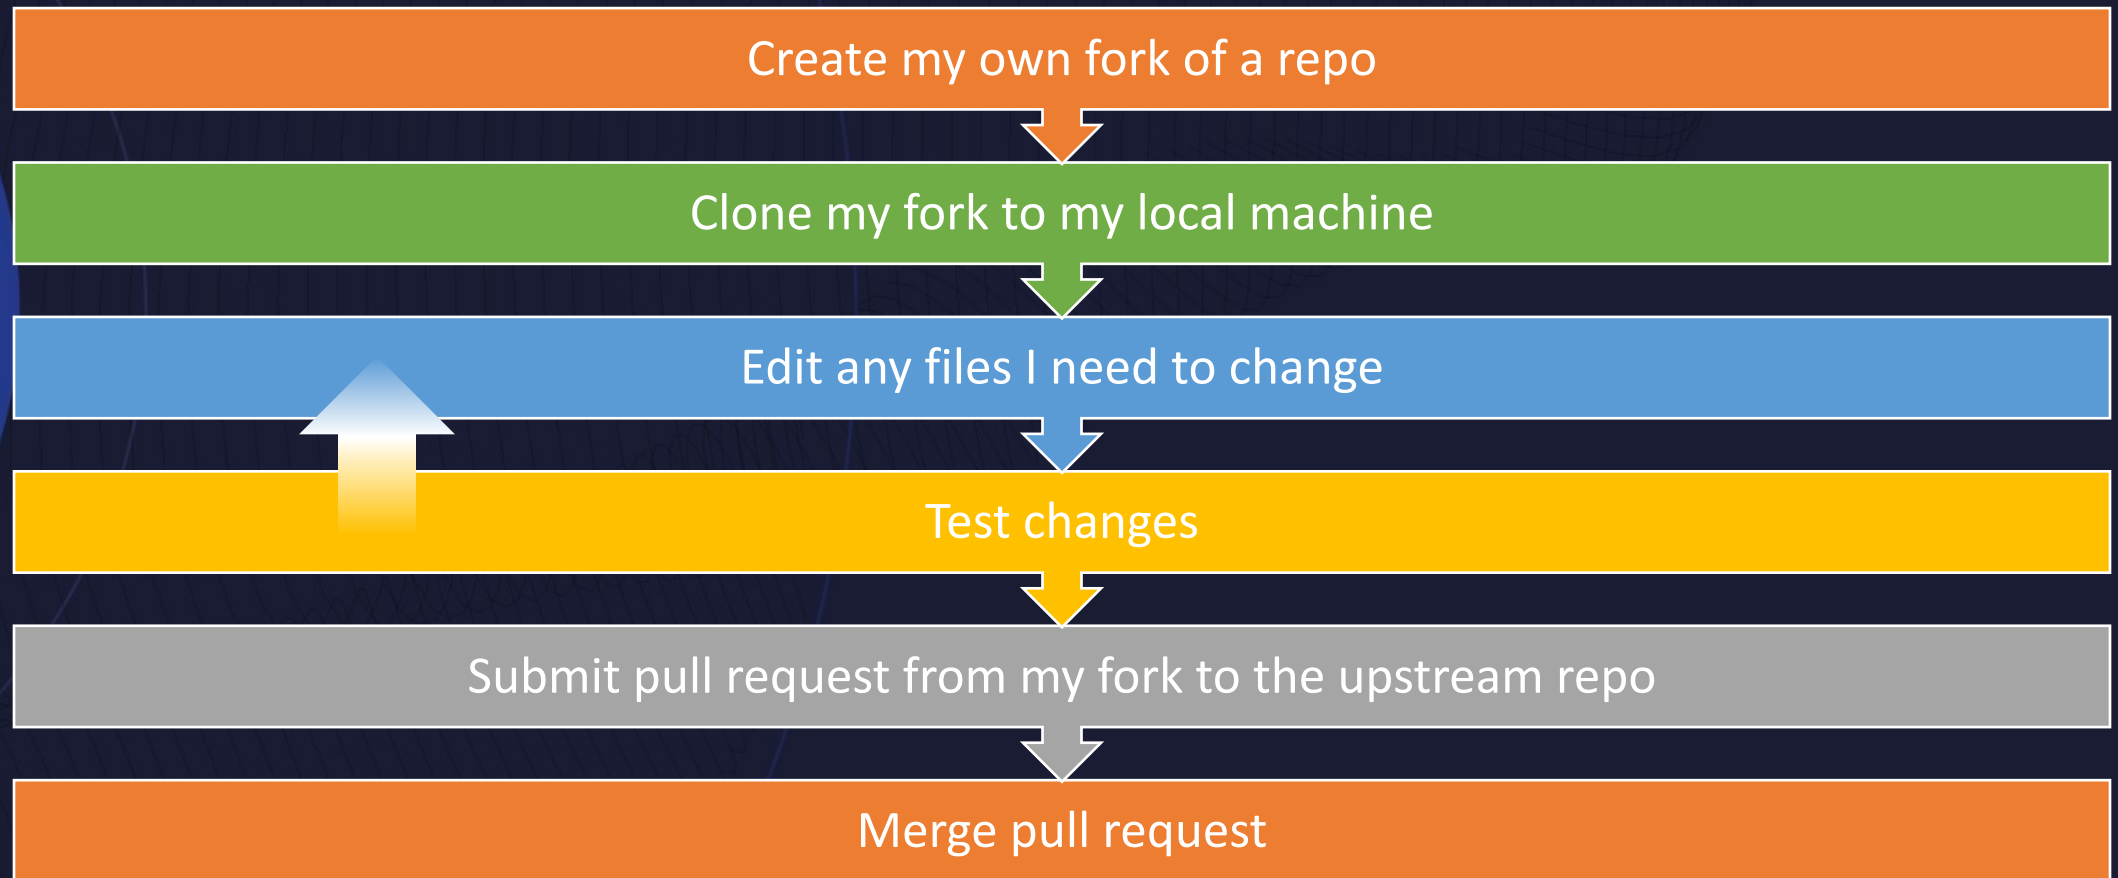 Create my own fork of a repo
Clone my fork to my local machine
Edit any files I need to change
Test changes
Submit pull request from my fork to the upstream repo
Merge pull request